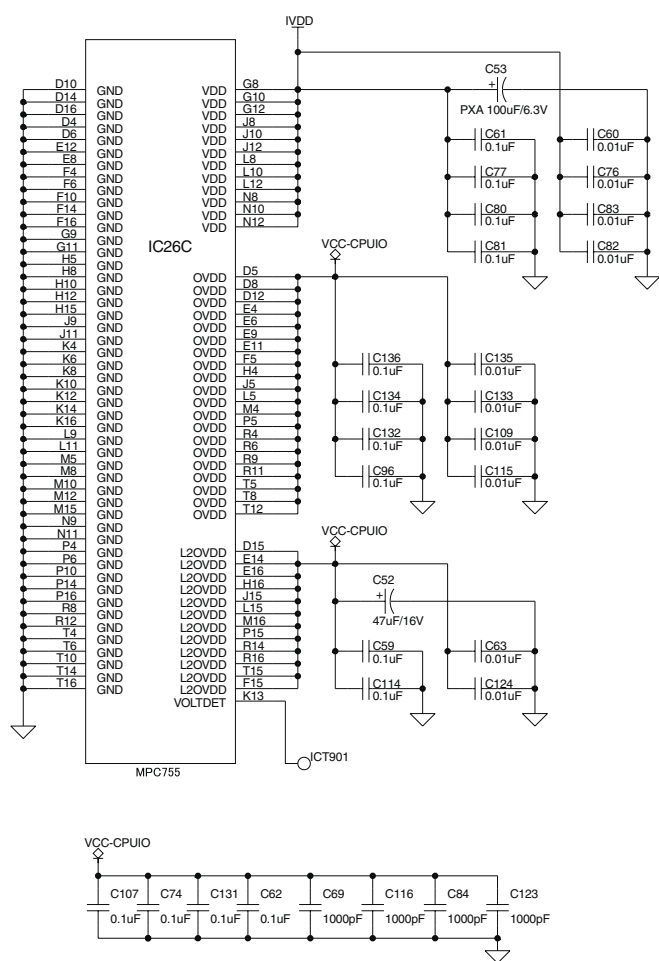 IVDD
D10 GND VDD G8
D14 GND VDD G10
D16 GND VDD G12
D4 GND VDD J8
D6 GND VDD J10
E12 GND VDD J12
E8 GND VDD L8
F4 GND VDD L10
F6 GND VDD L12
F10 GND VDD N8
F14 GND VDD N10
F16 GND VDD N12
G9 GND
G11 GND
IC26C
H5 GND
H8 GND OVDD D5
H10 GND OVDD D8
H12 GND OVDD D12
H15 GND OVDD E4
J9 GND OVDD E6
J11 GND OVDD E9
K4 GND OVDD E11
K6 GND OVDD F5
K8 GND OVDD H4
K10 GND OVDD J5
K12 GND OVDD L5
K14 GND OVDD M4
K16 GND OVDD P5
L9 GND OVDD R4
L11 GND OVDD R6
M5 GND OVDD R9
M8 GND OVDD R11
M10 GND OVDD T5
M12 GND OVDD T8
M15 GND OVDD T12
N9 GND
N11 GND
P4 GND L2OVDD D15
P6 GND L2OVDD E14
P10 GND L2OVDD E16
P14 GND L2OVDD H16
P16 GND L2OVDD J15
R8 GND L2OVDD L15
R12 GND L2OVDD M16
T4 GND L2OVDD P15
T6 GND L2OVDD R14
T10 GND L2OVDD R16
T14 GND L2OVDD T15
T16 GND L2OVDD F15
VOLTDET K13
MPC755
ICT901
C53
+
PXA 100uF/6.3V
C61 C60
0.1uF 0.01uF
C77 C76
0.1uF 0.01uF
C80 C83
0.1uF 0.01uF
C81 C82
0.1uF 0.01uF
VCC-CPUIO
C136 C135
0.1uF 0.01uF
C134 C133
0.1uF 0.01uF
C132 C109
0.1uF 0.01uF
C96 C115
0.1uF 0.01uF
VCC-CPUIO
C52
+
47uF/16V
C59 C63
0.1uF 0.01uF
C114 C124
0.1uF 0.01uF
VCC-CPUIO
C107 C74 C131 C62 C69 C116 C84 C123
0.1uF 0.1uF 0.1uF 0.1uF 1000pF 1000pF 1000pF 1000pF